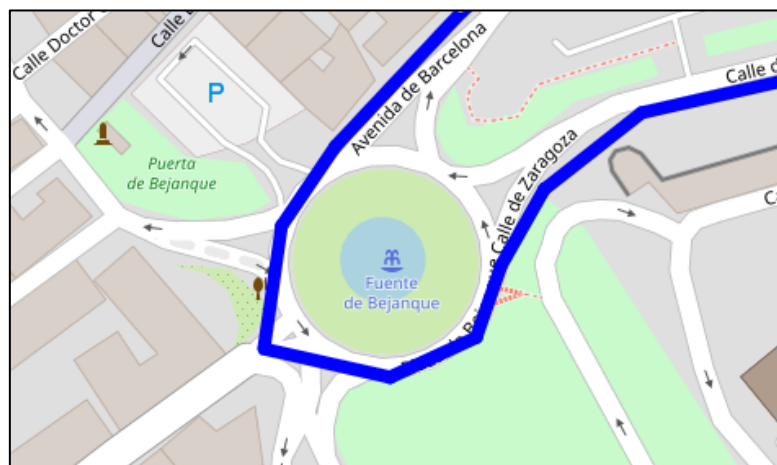 Calle Doctor
Calle
P
Puerta
de Bejanque
Avenida de Barcelona
Calle d
Calle de Zaragoza
Fuente
de Bejanque